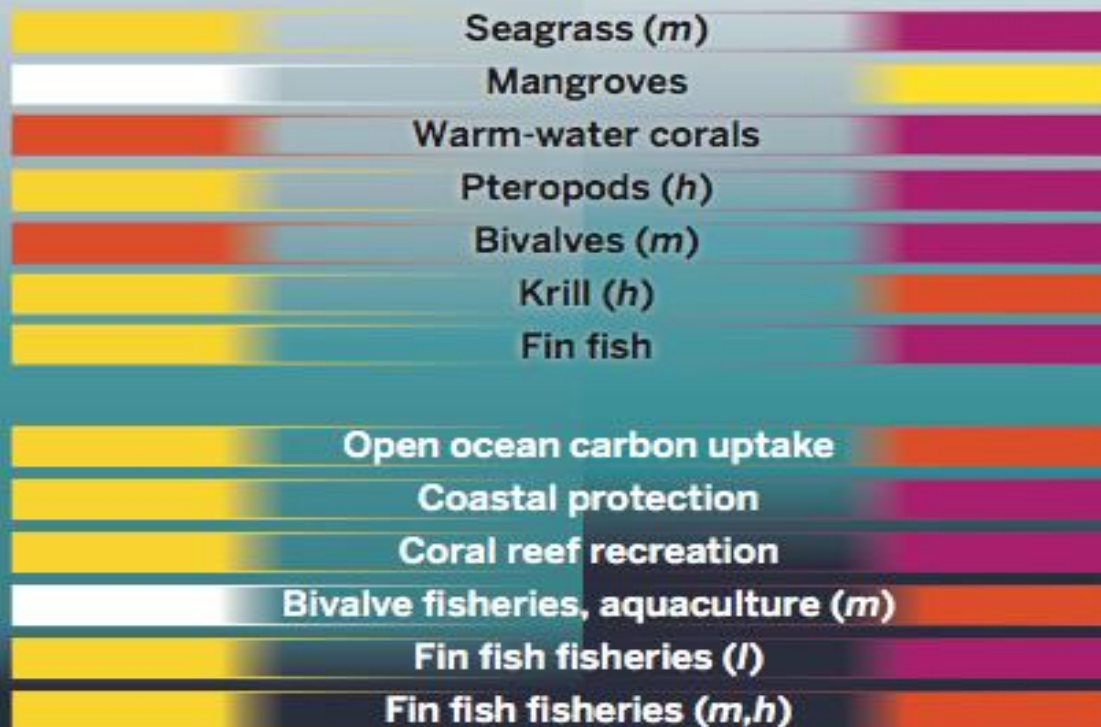 Seagrass (m)
Mangroves
Warm-water corals
Pteropods (h)
Bivalves (m)
Krill (h)
Fin fish
Open ocean carbon uptake
Coastal protection
Coral reef recreation
Bivalve fisheries, aquaculture (m)
Fin fish fisheries (l)
Fin fish fisheries (m,h)